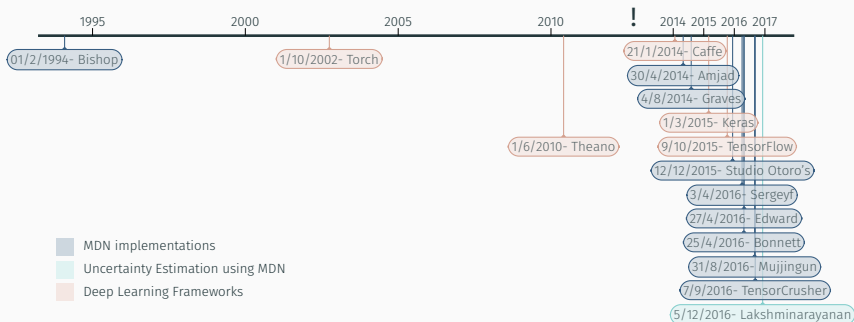 !
1995 2000 2005 2010 2014 2015 2016 2017
01/2/1994- Bishop
1/10/2002- Torch
21/1/2014- Caffe
30/4/2014- Amjad
4/8/2014- Graves
1/3/2015- Keras
1/6/2010- Theano
9/10/2015- TensorFlow
12/12/2015- Studio Otoro's
3/4/2016- Sergeyf
27/4/2016- Edward
25/4/2016- Bonnett
31/8/2016- Mujjingun
7/9/2016- TensorCrusher
5/12/2016- Lakshminarayanan
MDN implementations
Uncertainty Estimation using MDN
Deep Learning Frameworks